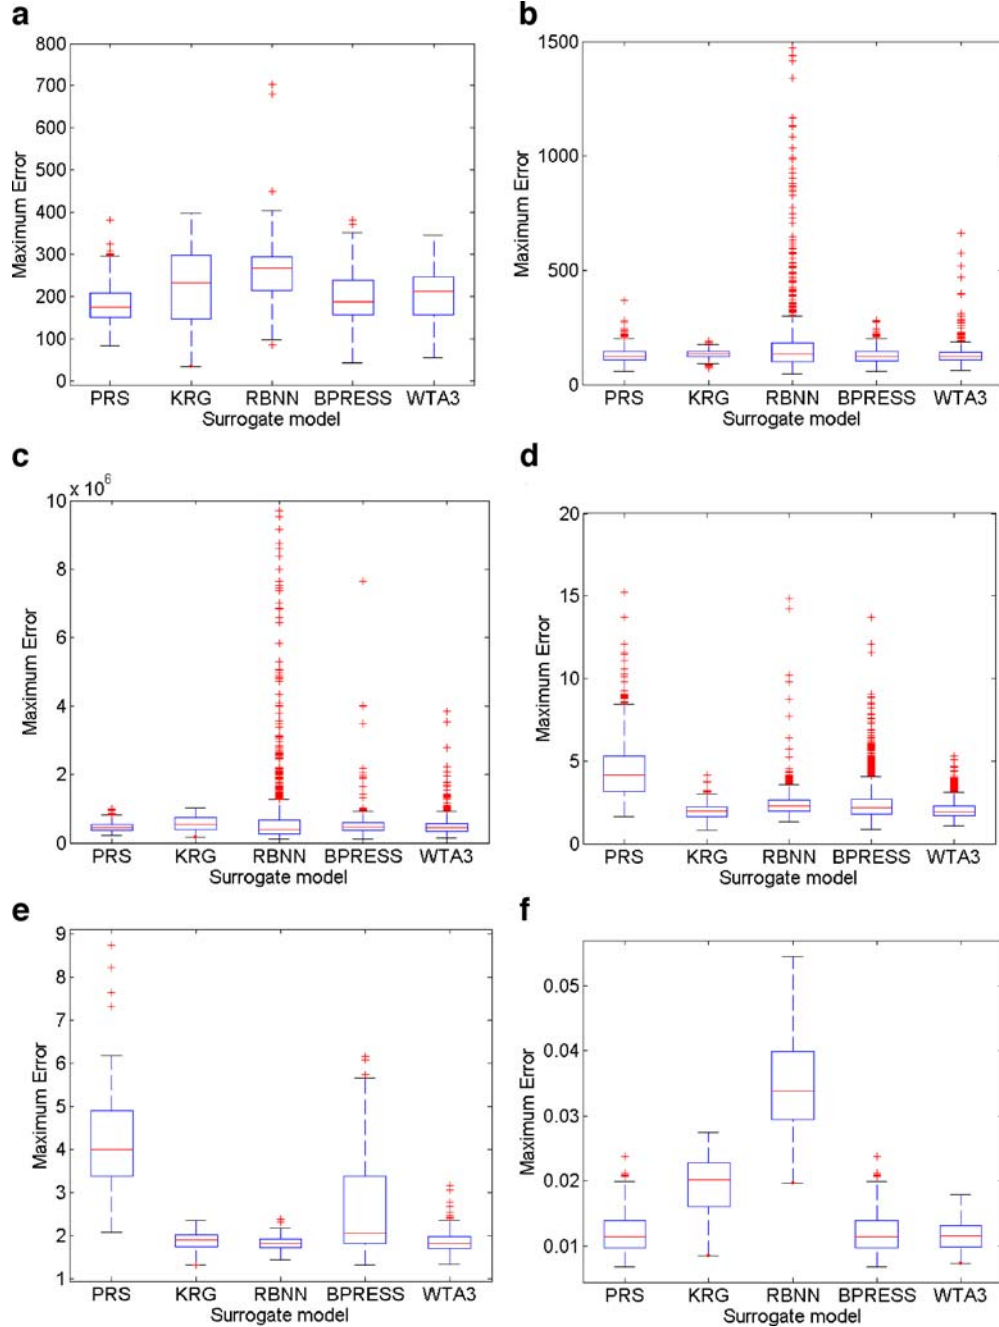 a
800
700
600
500
400
300
200
100
0
Maximum Error
PRS KRG RBNN BPRESS WTA3
Surrogate model
b
1500
1000
500
0
Maximum Error
PRS KRG RBNN BPRESS WTA3
Surrogate model
c
x 10^6
10
8
6
4
2
0
Maximum Error
PRS KRG RBNN BPRESS WTA3
Surrogate model
d
20
15
10
5
0
Maximum Error
PRS KRG RBNN BPRESS WTA3
Surrogate model
e
9
8
7
6
5
4
3
2
1
Maximum Error
PRS KRG RBNN BPRESS WTA3
Surrogate model
f
0.05
0.04
0.03
0.02
0.01
Maximum Error
PRS KRG RBNN BPRESS WTA3
Surrogate model